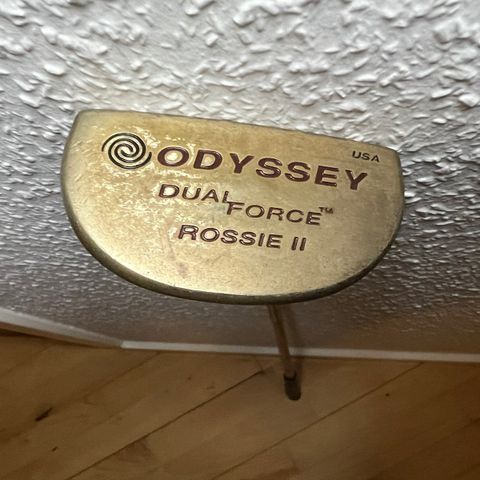 USA
ODYSSEY
DUAL FORCE™
ROSSIE II